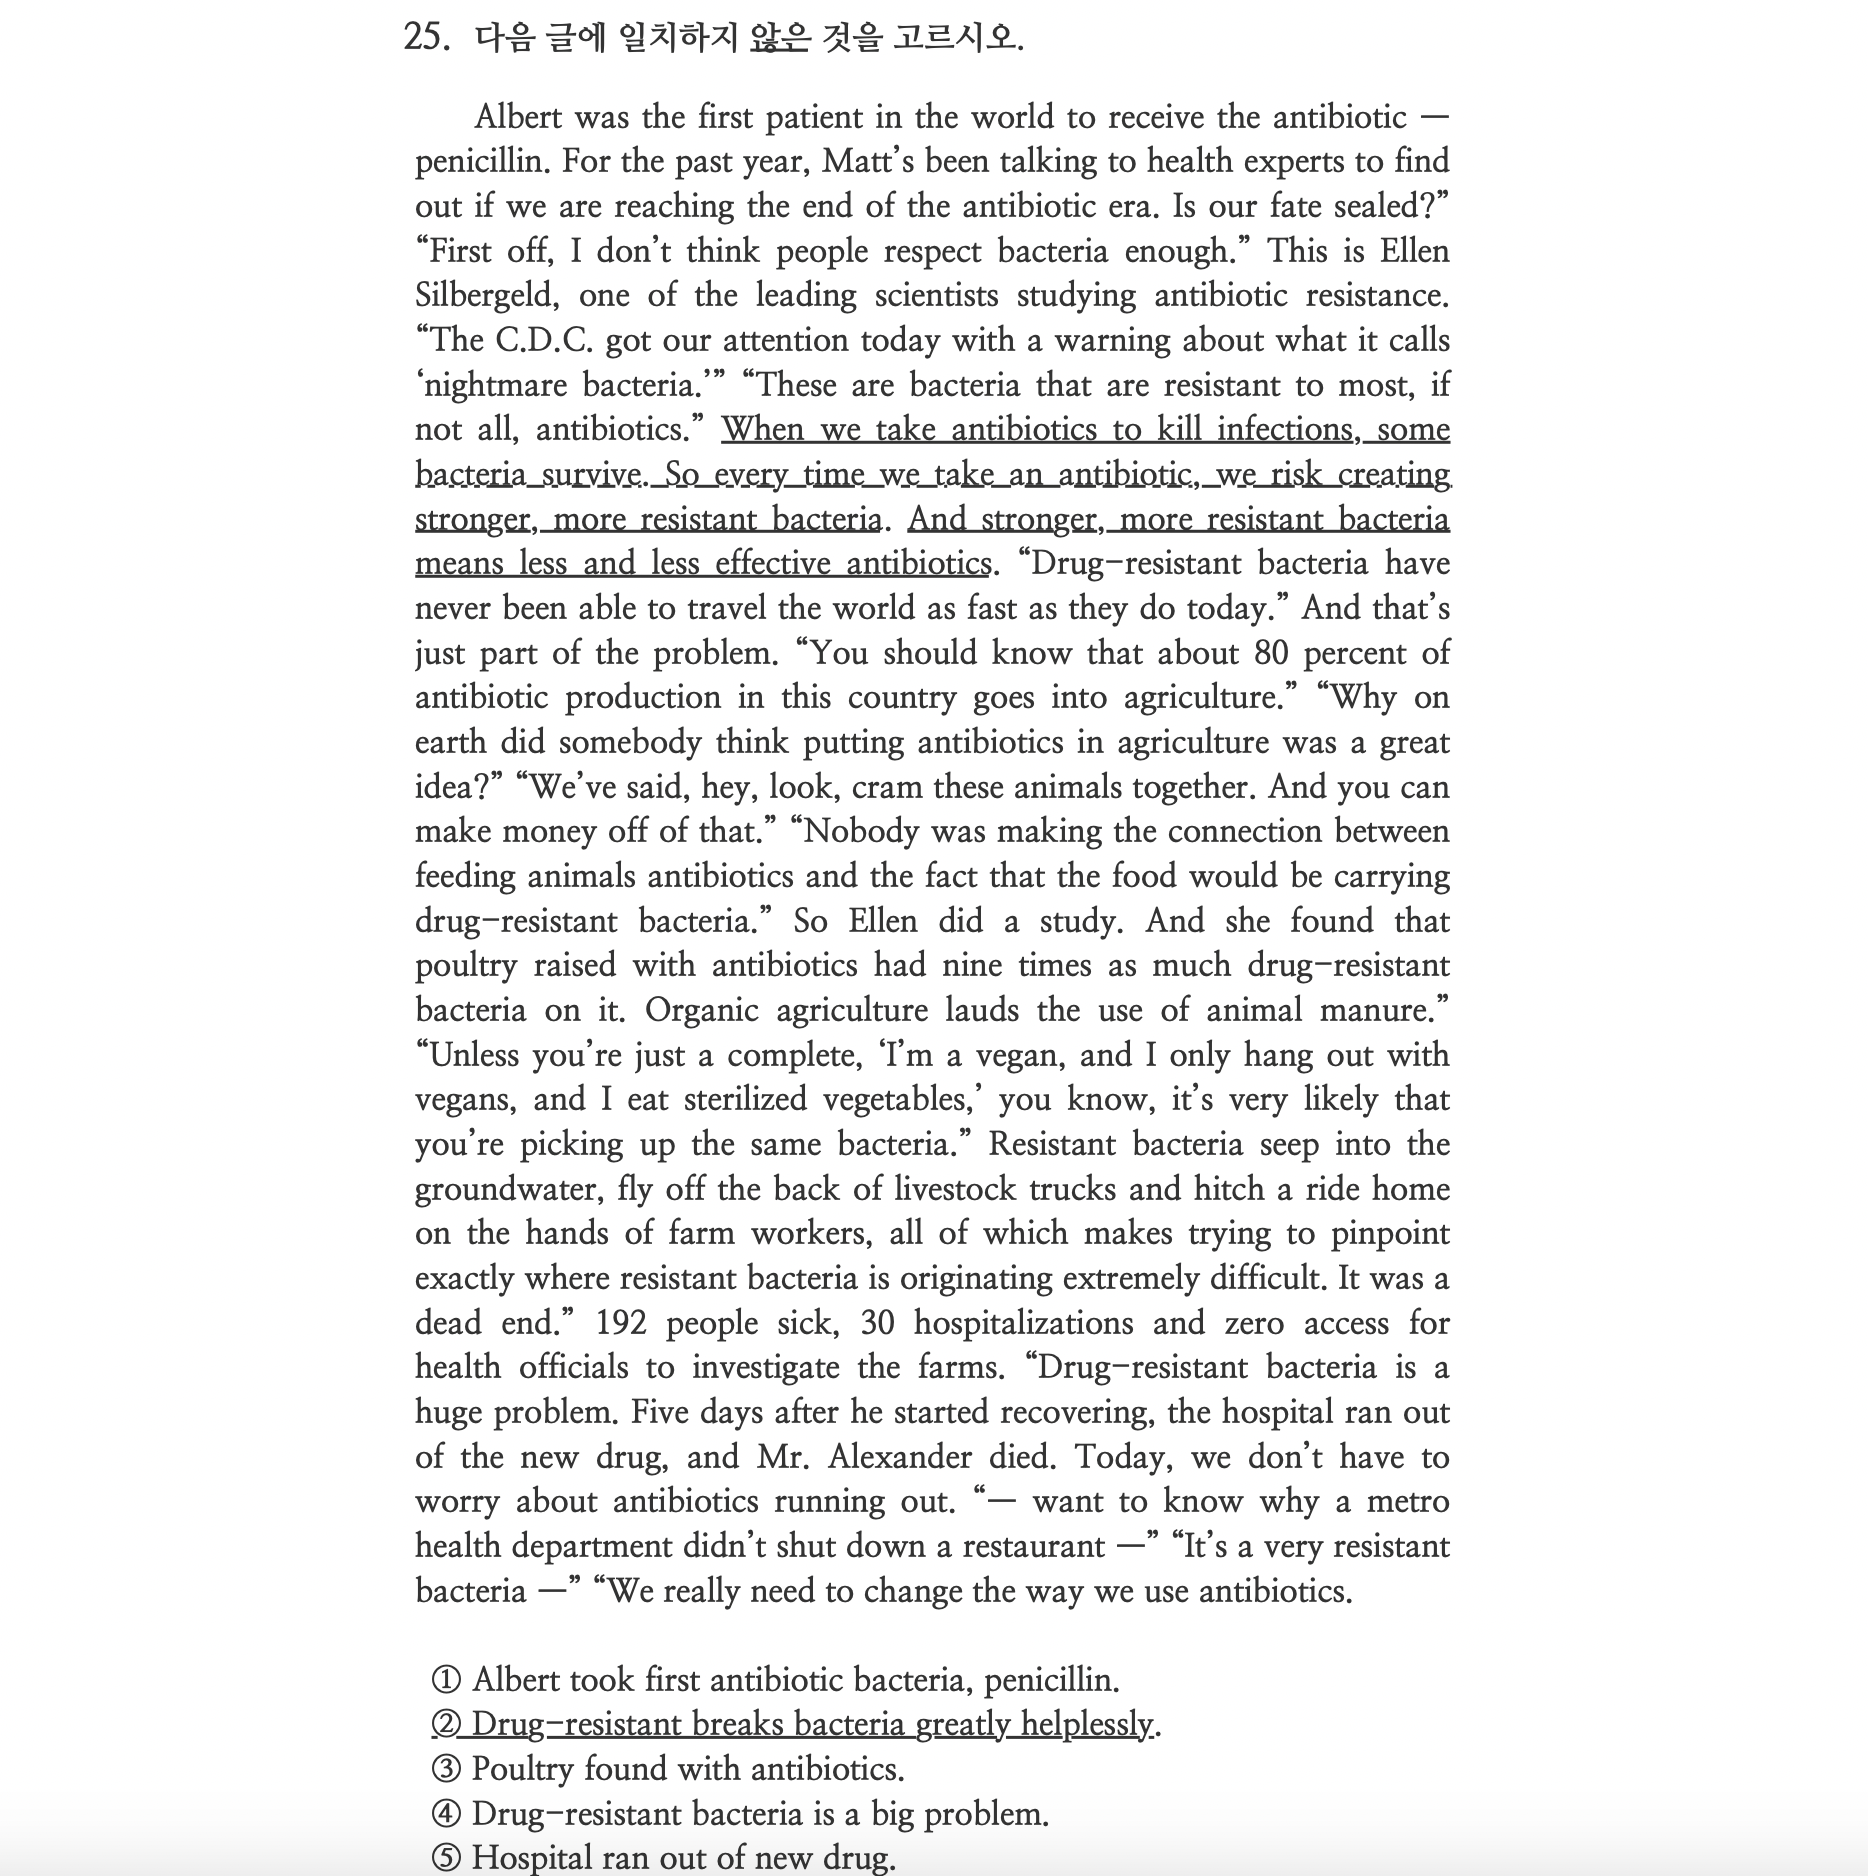 25. 다음 글에 일치하지 않은 것을 고르시오.
Albert was the first patient in the world to receive the antibiotic —
penicillin. For the past year, Matt’s been talking to health experts to find
out if we are reaching the end of the antibiotic era. Is our fate sealed?”
“First off, I don’t think people respect bacteria enough.” This is Ellen
Silbergeld, one of the leading scientists studying antibiotic resistance.
“The C.D.C. got our attention today with a warning about what it calls
‘nightmare bacteria.’” “These are bacteria that are resistant to most, if
not all, antibiotics.” When we take antibiotics to kill infections, some
bacteria survive. So every time we take an antibiotic, we risk creating
stronger, more resistant bacteria. And stronger, more resistant bacteria
means less and less effective antibiotics. “Drug-resistant bacteria have
never been able to travel the world as fast as they do today.” And that’s
just part of the problem. “You should know that about 80 percent of
antibiotic production in this country goes into agriculture.” “Why on
earth did somebody think putting antibiotics in agriculture was a great
idea?” “We’ve said, hey, look, cram these animals together. And you can
make money off of that.” “Nobody was making the connection between
feeding animals antibiotics and the fact that the food would be carrying
drug-resistant bacteria.” So Ellen did a study. And she found that
poultry raised with antibiotics had nine times as much drug-resistant
bacteria on it. Organic agriculture lauds the use of animal manure.”
“Unless you’re just a complete, ‘I’m a vegan, and I only hang out with
vegans, and I eat sterilized vegetables,’ you know, it’s very likely that
you’re picking up the same bacteria.” Resistant bacteria seep into the
groundwater, fly off the back of livestock trucks and hitch a ride home
on the hands of farm workers, all of which makes trying to pinpoint
exactly where resistant bacteria is originating extremely difficult. It was a
dead end.” 192 people sick, 30 hospitalizations and zero access for
health officials to investigate the farms. “Drug-resistant bacteria is a
huge problem. Five days after he started recovering, the hospital ran out
of the new drug, and Mr. Alexander died. Today, we don’t have to
worry about antibiotics running out. “— want to know why a metro
health department didn’t shut down a restaurant —” “It’s a very resistant
bacteria —” “We really need to change the way we use antibiotics.
① Albert took first antibiotic bacteria, penicillin.
② Drug-resistant breaks bacteria greatly helplessly.
③ Poultry found with antibiotics.
④ Drug-resistant bacteria is a big problem.
⑤ Hospital ran out of new drug.